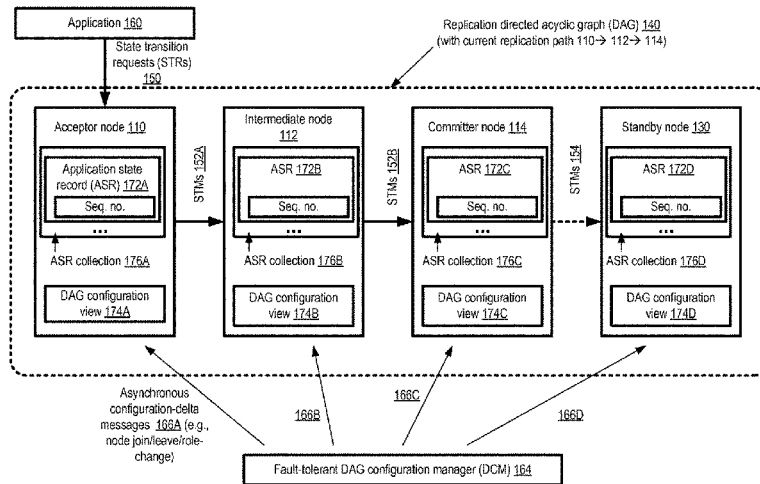 Application 160
Replication directed acyclic graph (DAG) 140
(with current replication path 110→ 112→ 114)
State transition
requests (STRs)
150
Acceptor node 110
Intermediate node
112
Committer node 114
Standby node 130
Application state
record (ASR) 172A
Seq. no.
...
ASR collection 176A
DAG configuration
view 174A
STMs 152A
ASR 172B
Seq. no.
...
ASR collection 176B
DAG configuration
view 174B
STMs 152B
ASR 172C
Seq. no.
...
ASR collection 176C
DAG configuration
view 174C
STMs 154
ASR 172D
Seq. no.
...
ASR collection 176D
DAG configuration
view 174D
Asynchronous
configuration-delta
messages 166A (e.g.,
node join/leave/role-
change)
166B
166C
166D
Fault-tolerant DAG configuration manager (DCM) 164